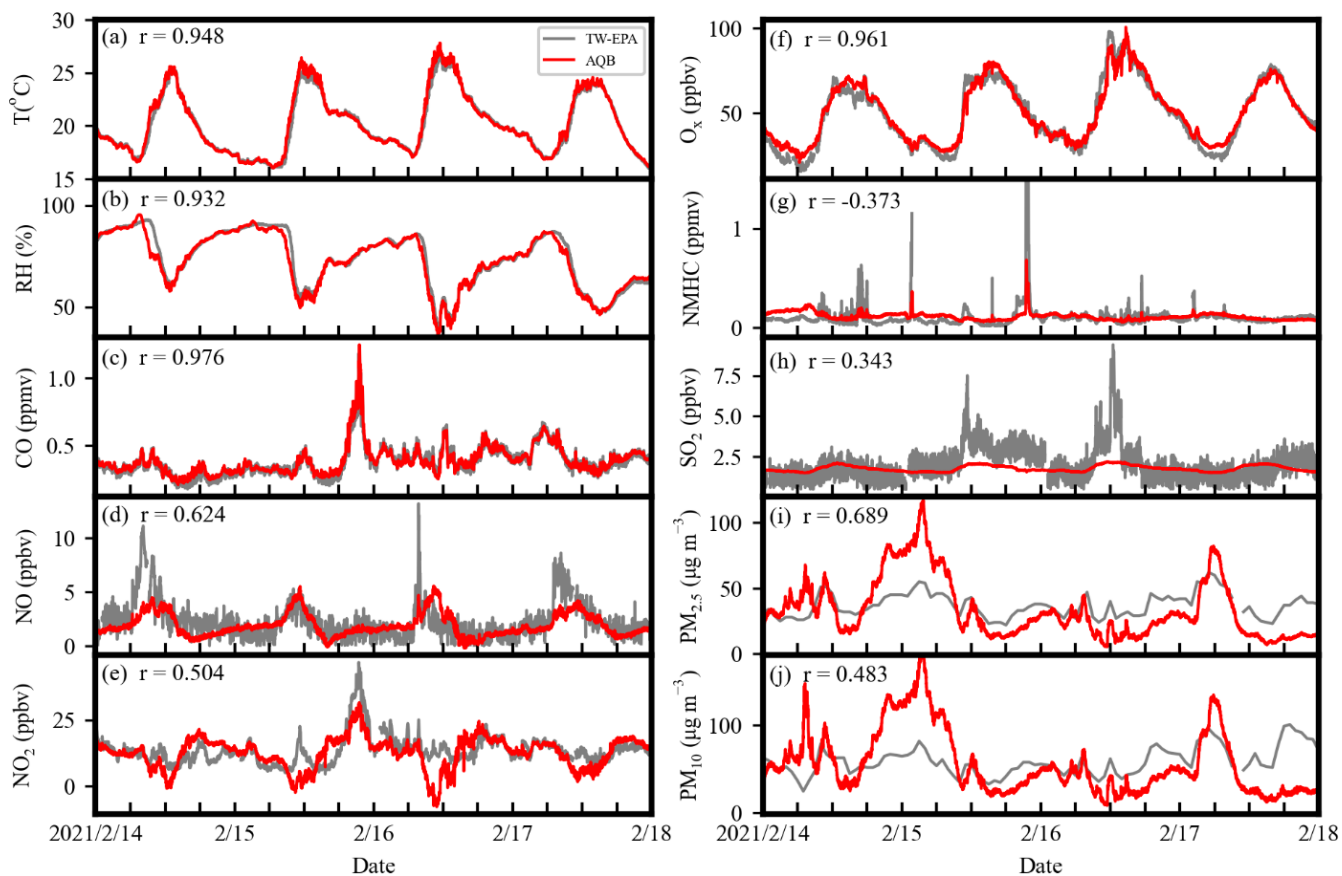 (a) r = 0.948
TW-EPA
AQB
30
25
20
15
T(°C)
(b) r = 0.932
100
50
RH (%)
(c) r = 0.976
1.0
0.5
CO (ppmv)
(d) r = 0.624
10
5
0
NO (ppbv)
(e) r = 0.504
25
0
NO₂ (ppbv)
2021/2/14 2/15 2/16 2/17 2/18
Date
(f) r = 0.961
100
50
Oₓ (ppbv)
(g) r = -0.373
1
0
NMHC (ppmv)
(h) r = 0.343
7.5
5.0
2.5
SO₂ (ppbv)
(i) r = 0.689
100
50
0
PM₂.₅ (μg m⁻³)
(j) r = 0.483
100
0
PM₁₀ (μg m⁻³)
2021/2/14 2/15 2/16 2/17 2/18
Date